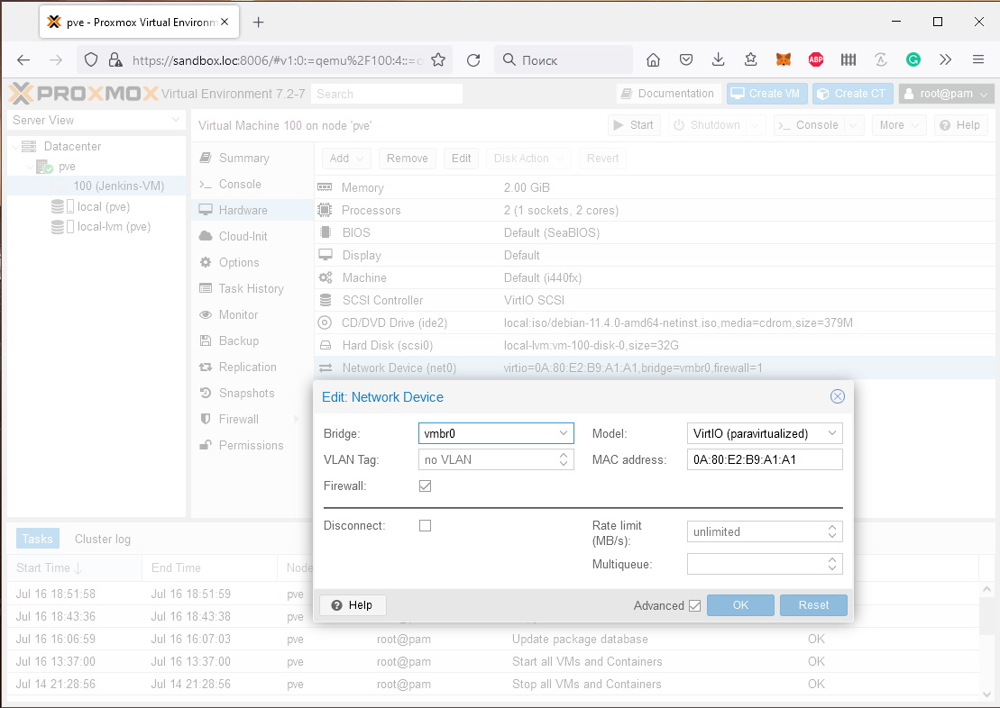 pve - Proxmox Virtual Environm
https://sandbox.loc:8006/#v1:0:=qemu%2F100:4::=c
Поиск
ABP
PROXMOX Virtual Environment 7.2-7 Search Documentation Create VM Create CT root@pam
Server View
Virtual Machine 100 on node 'pve' Start Shutdown Console More Help
Datacenter
pve
100 (Jenkins-VM)
local (pve)
local-lvm (pve)
Summary
Console
Hardware
Cloud-Init
Options
Task History
Monitor
Backup
Replication
Snapshots
Firewall
Permissions
Add Remove Edit Disk Action Revert
Memory 2.00 GiB
Processors 2 (1 sockets, 2 cores)
BIOS Default (SeaBIOS)
Display Default
Machine Default (i440fx)
SCSI Controller VirtIO SCSI
CD/DVD Drive (ide2) local:iso/debian-11.4.0-amd64-netinst.iso,media=cdrom,size=379M
Hard Disk (scsi0) local-lvm:vm-100-disk-0,size=32G
Network Device (net0) virtio=0A:80:E2:B9:A1:A1,bridge=vmbr0,firewall=1
Edit: Network Device
Bridge: vmbr0 Model: VirtIO (paravirtualized)
VLAN Tag: no VLAN MAC address: 0A:80:E2:B9:A1:A1
Firewall:
Disconnect: Rate limit
(MB/s): unlimited
Multiqueue:
Help Advanced OK Reset
Tasks Cluster log
Start Time End Time Node
Jul 16 18:51:58 Jul 16 18:51:59 pve
Jul 16 18:43:36 Jul 16 18:43:38 pve
Jul 16 16:06:59 Jul 16 16:07:03 pve root@pam Update package database OK
Jul 16 13:37:00 Jul 16 13:37:00 pve root@pam Start all VMs and Containers OK
Jul 14 21:28:56 Jul 14 21:28:56 pve root@pam Stop all VMs and Containers OK